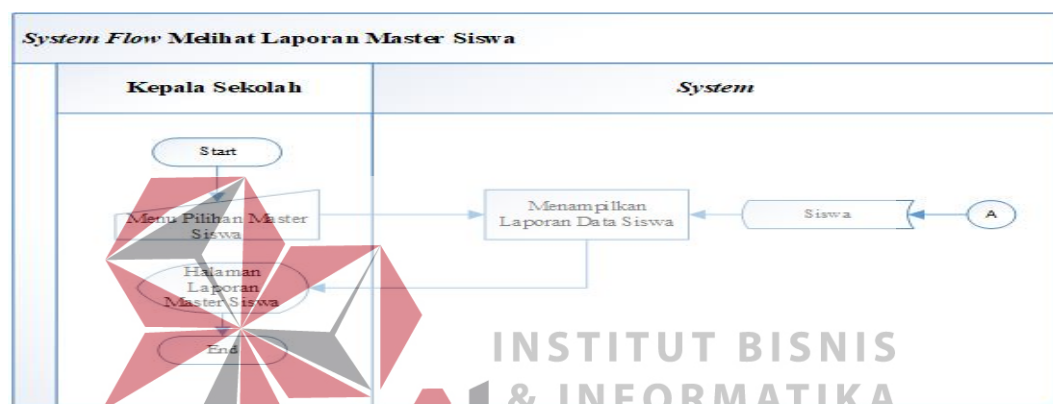 System Flow Melihat Laporan Master Siswa
Kepala Sekolah
System
Start
Menu Pilihan Master
Siswa
Menampilkan
Laporan Data Siswa
Siswa
A
Halaman
Laporan
Master Siswa
End
INSTITUT BISNIS
& INFORMATIKA